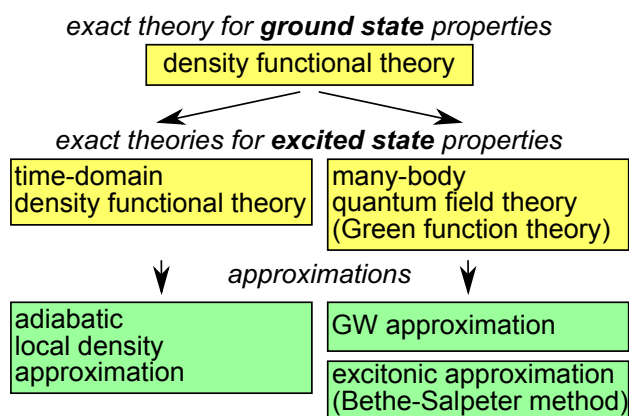 exact theory for ground state properties
density functional theory
exact theories for excited state properties
time-domain
density functional theory
many-body
quantum field theory
(Green function theory)
approximations
adiabatic
local density
approximation
GW approximation
excitonic approximation
(Bethe-Salpeter method)